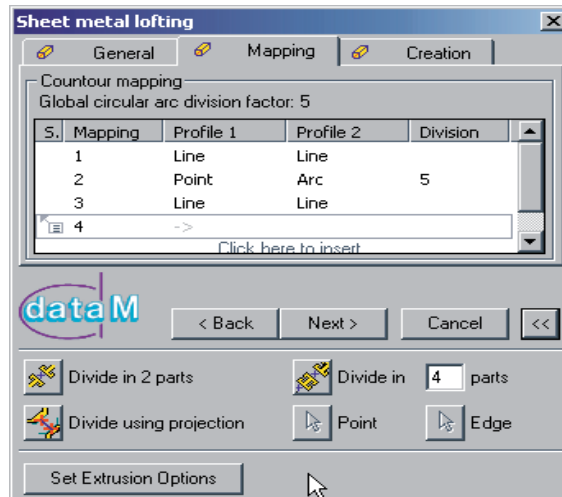 Sheet metal lofting
General Mapping Creation
Countour mapping
Global circular arc division factor: 5
S. Mapping Profile 1 Profile 2 Division
1 Line Line
2 Point Arc 5
3 Line Line
4 ->
Click here to insert
dataM < Back Next > Cancel <<
Divide in 2 parts Divide in 4 parts
Divide using projection Point Edge
Set Extrusion Options